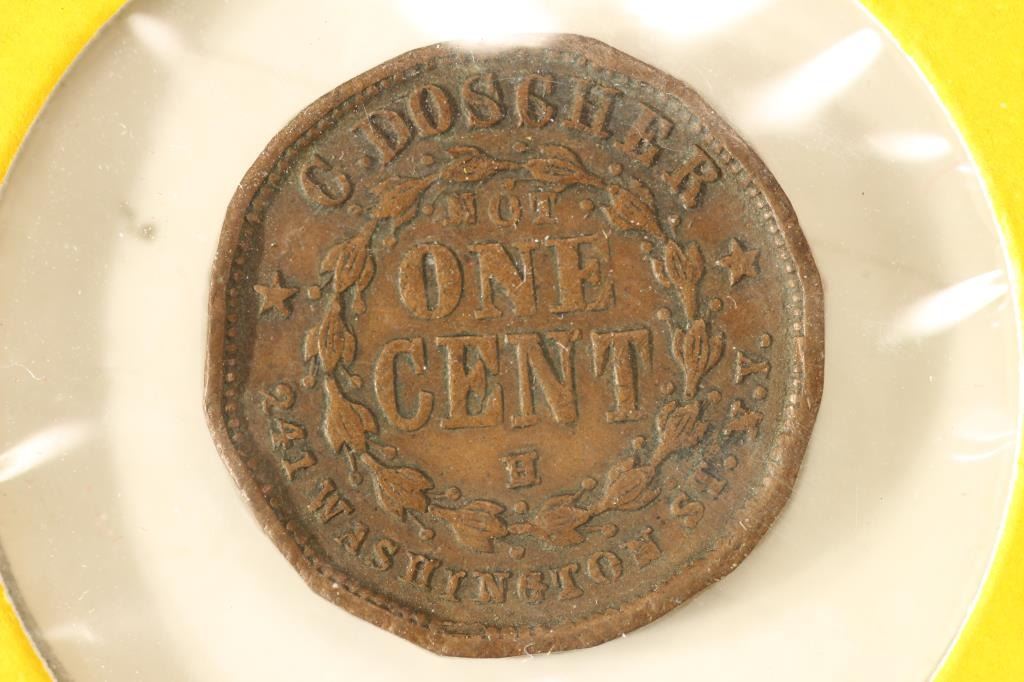 C. DOSCHER
NOT
ONE
CENT
H
241 WASHINGTON ST. Y.Y.